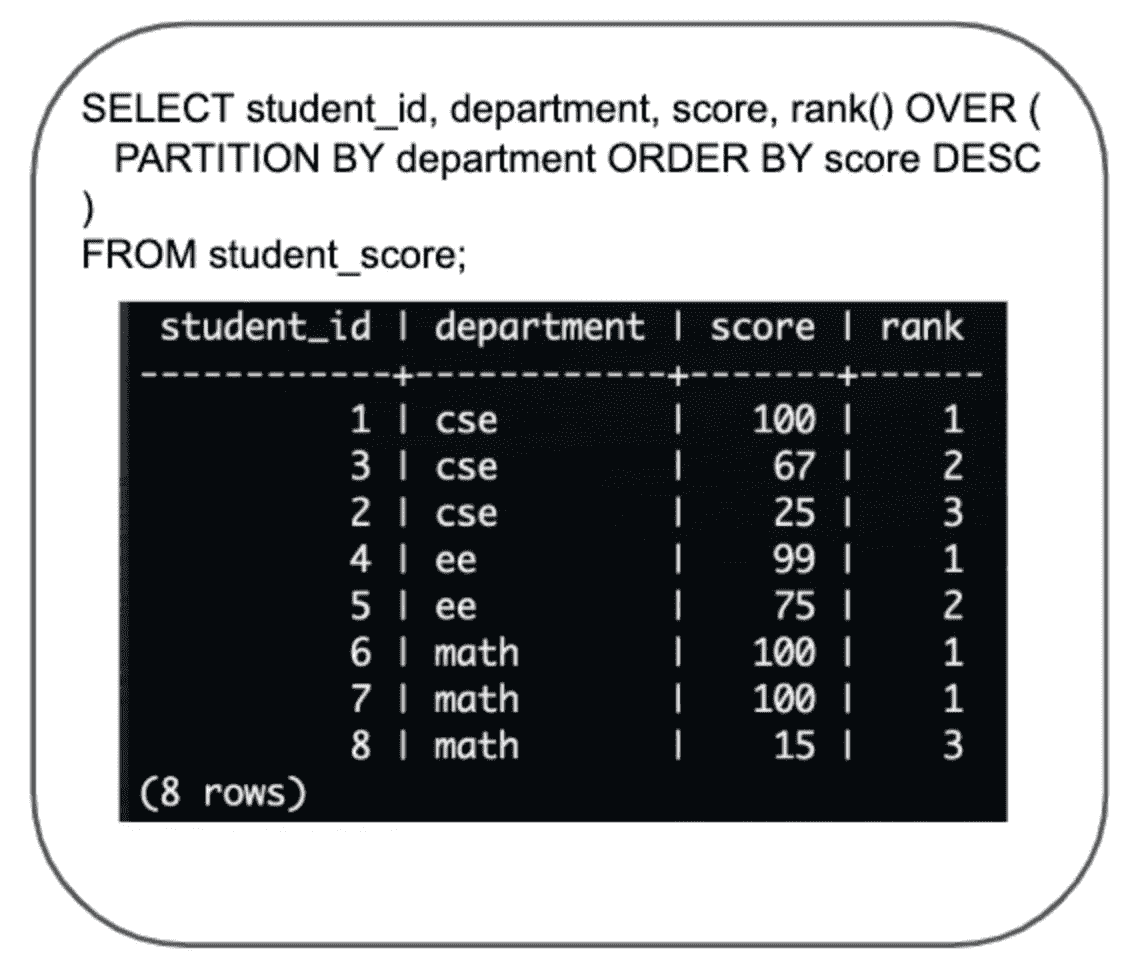 SELECT student_id, department, score, rank() OVER (
PARTITION BY department ORDER BY score DESC
)
FROM student_score;
student_id | department | score | rank
------------+------------+-------+------
1 | cse | 100 | 1
3 | cse | 67 | 2
2 | cse | 25 | 3
4 | ee | 99 | 1
5 | ee | 75 | 2
6 | math | 100 | 1
7 | math | 100 | 1
8 | math | 15 | 3
(8 rows)